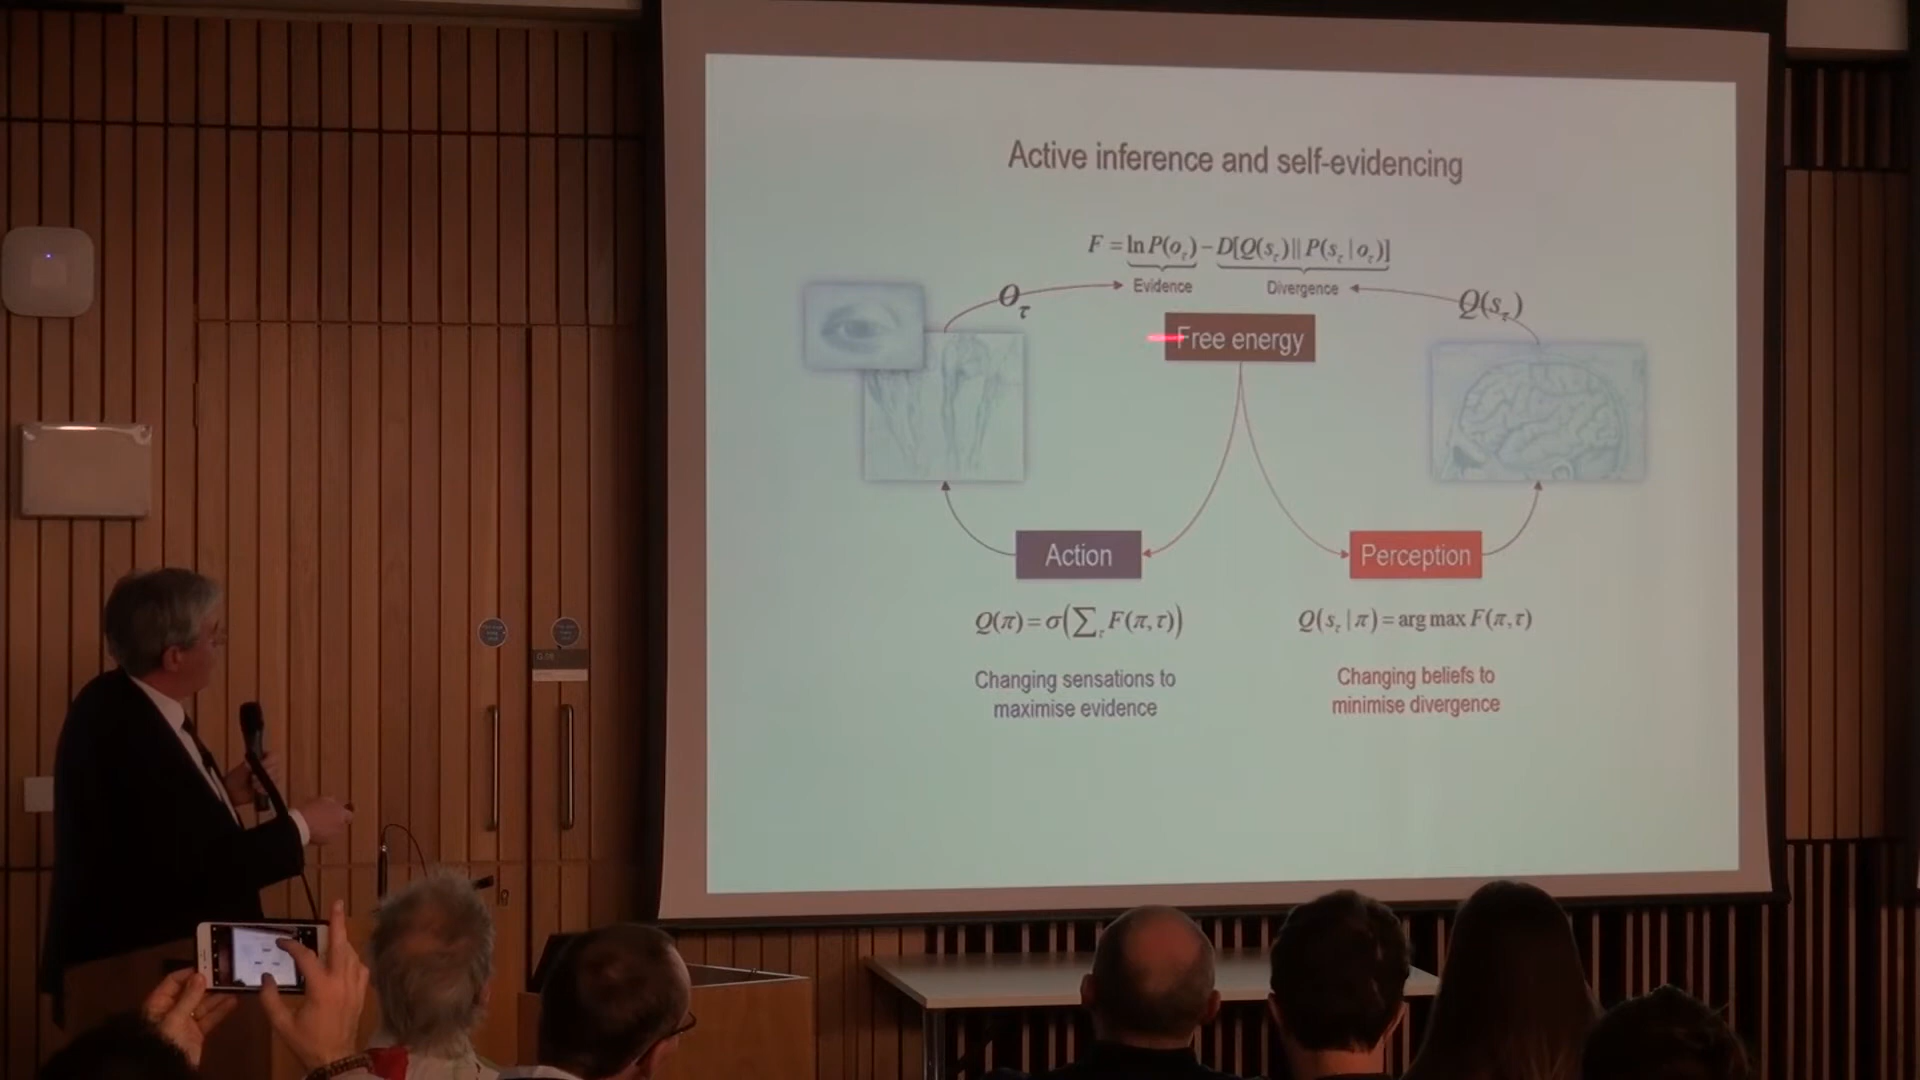 Active inference and self-evidencing
F = ln P(o_τ) − D[Q(s_τ) || P(s_τ | o_τ)]
Evidence
Divergence
o_τ
Q(s_τ)
Free energy
Action
Perception
Q(π) = σ(∑_τ F(π,τ))
Q(s_τ | π) = arg max F(π,τ)
Changing sensations to
maximise evidence
Changing beliefs to
minimise divergence